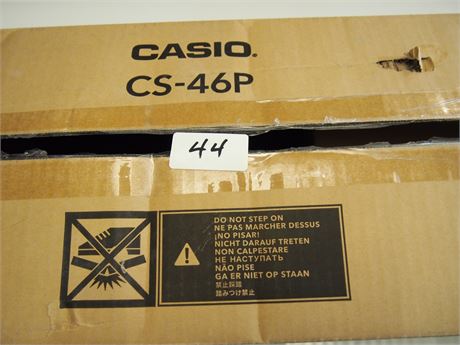 CASIO.
CS-46P
44
DO NOT STEP ON
NE PAS MARCHER DESSUS
¡NO PISAR!
NICHT DARAUF TRETEN
NON CALPESTARE
НЕ НАСТУПАТЬ
NÃO PISE
GA ER NIET OP STAAN
禁止踩踏
踏みつけ禁止